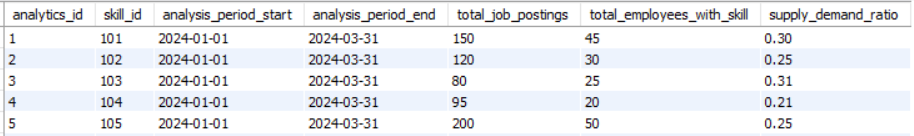 analytics_id skill_id analysis_period_start analysis_period_end total_job_postings total_employees_with_skill supply_demand_ratio
1 101 2024-01-01 2024-03-31 150 45 0.30
2 102 2024-01-01 2024-03-31 120 30 0.25
3 103 2024-01-01 2024-03-31 80 25 0.31
4 104 2024-01-01 2024-03-31 95 20 0.21
5 105 2024-01-01 2024-03-31 200 50 0.25